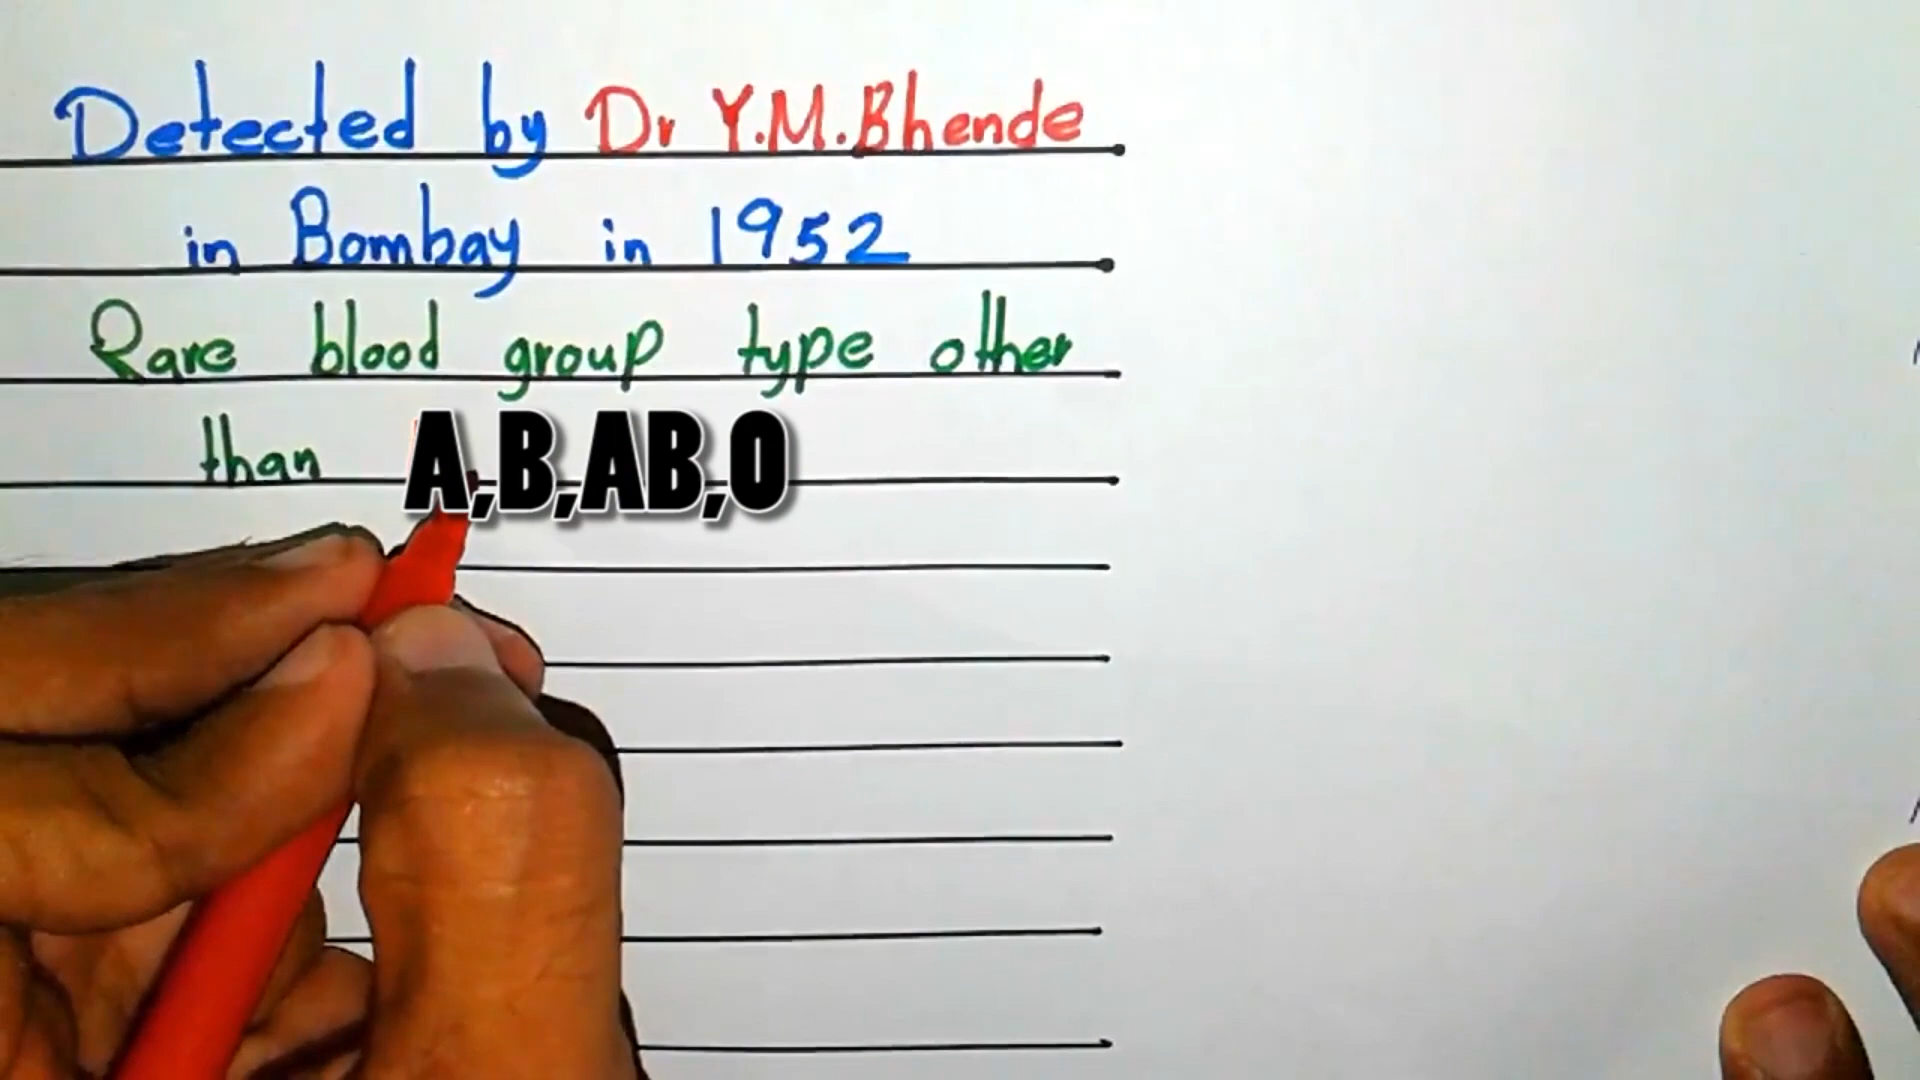 Detected by Dr Y.M.Bhende
in Bombay in 1952
Rare blood group type other
than A,B,AB,O